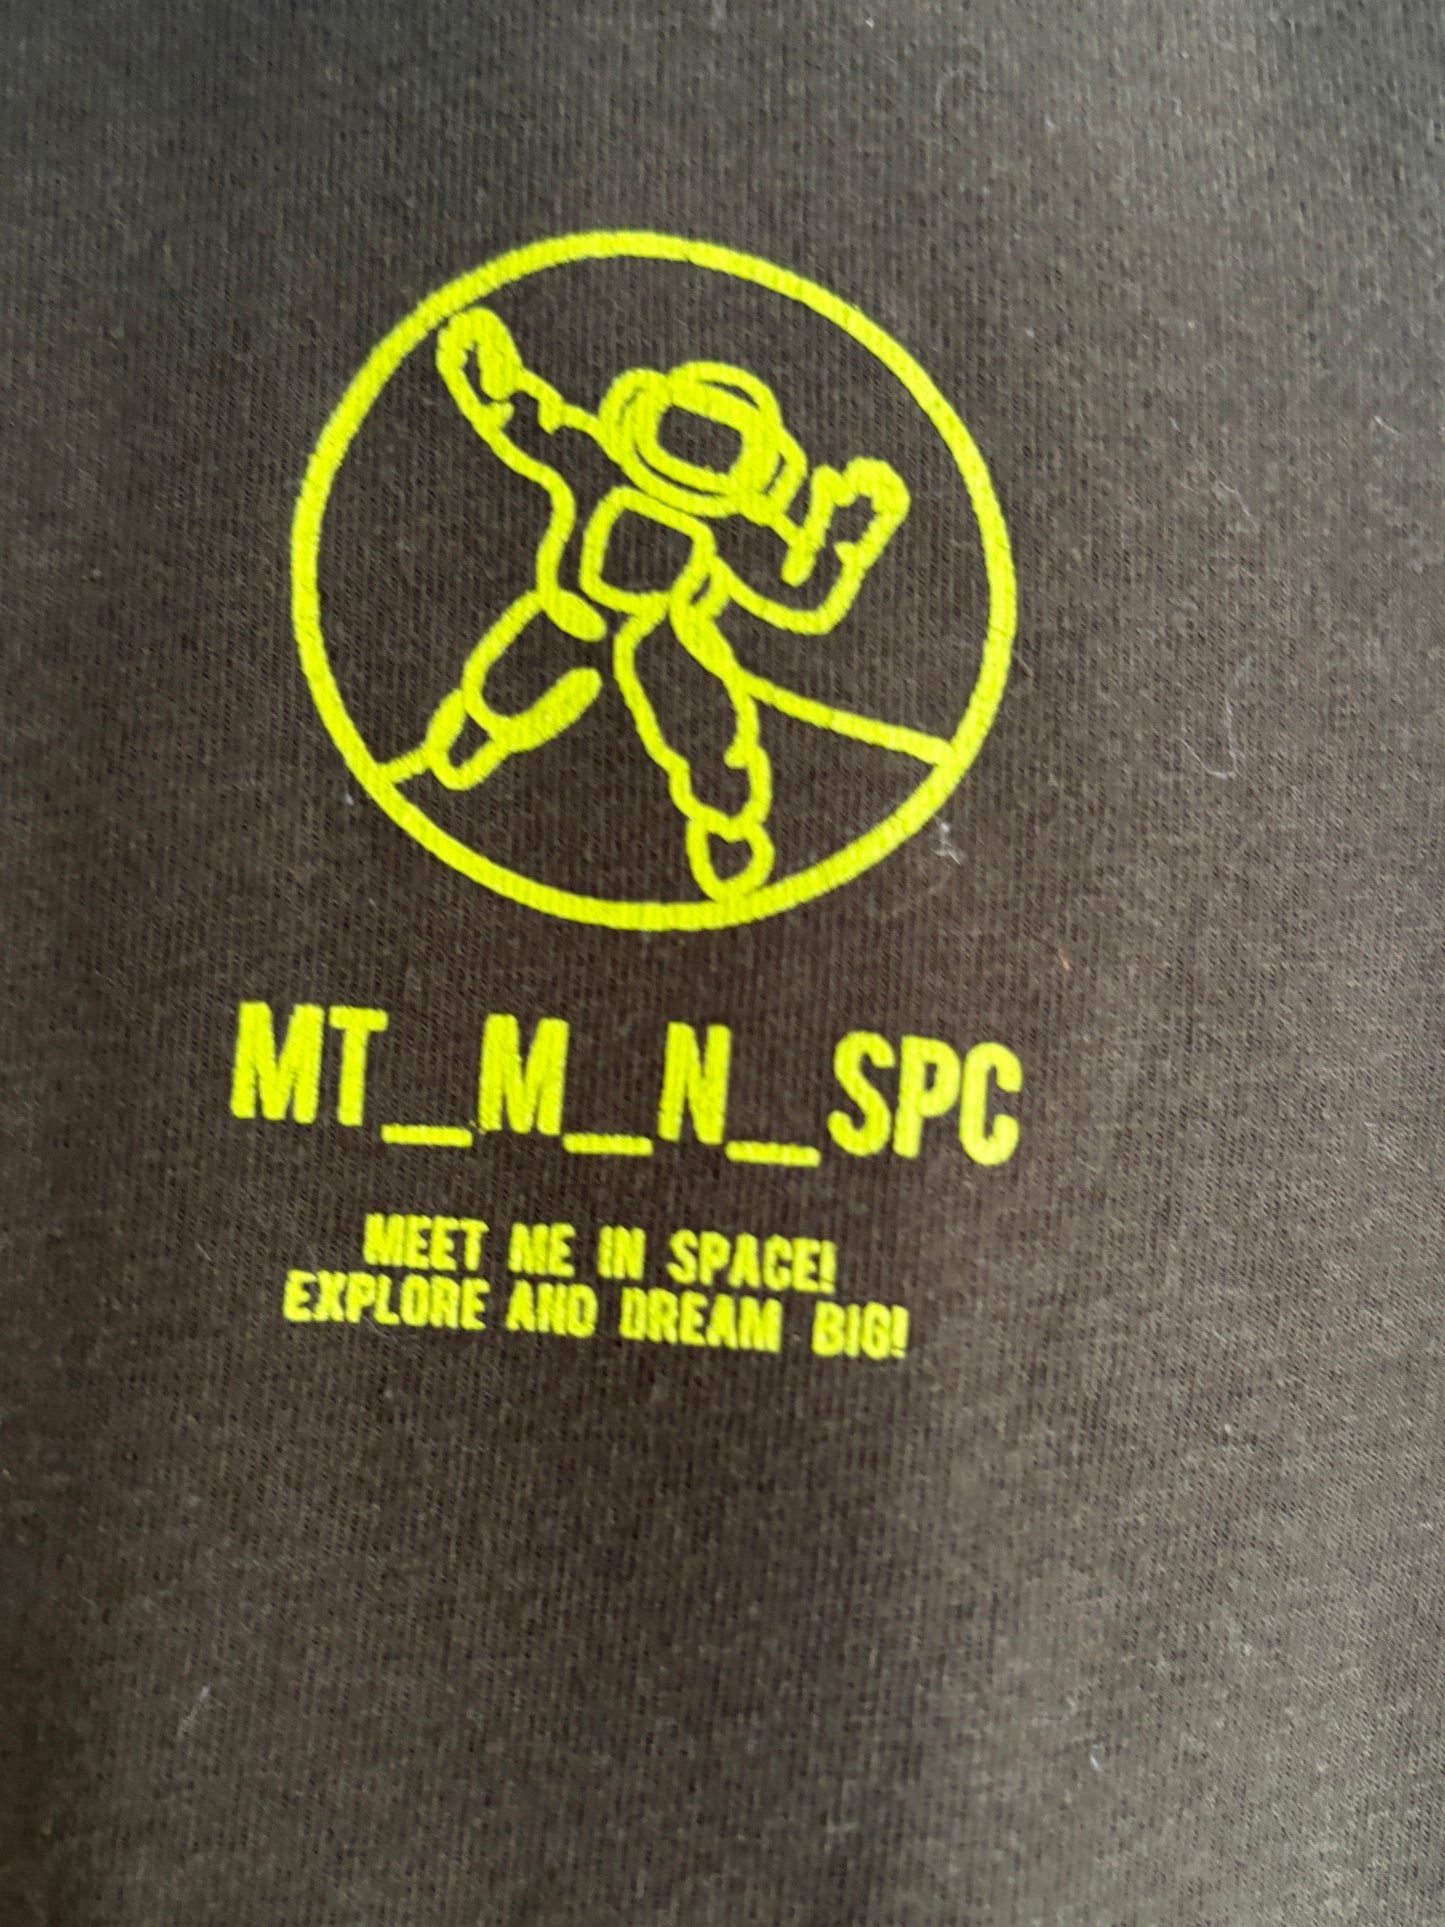 MT_M_N_SPC
MEET ME IN SPACE!
EXPLORE AND DREAM BIG!